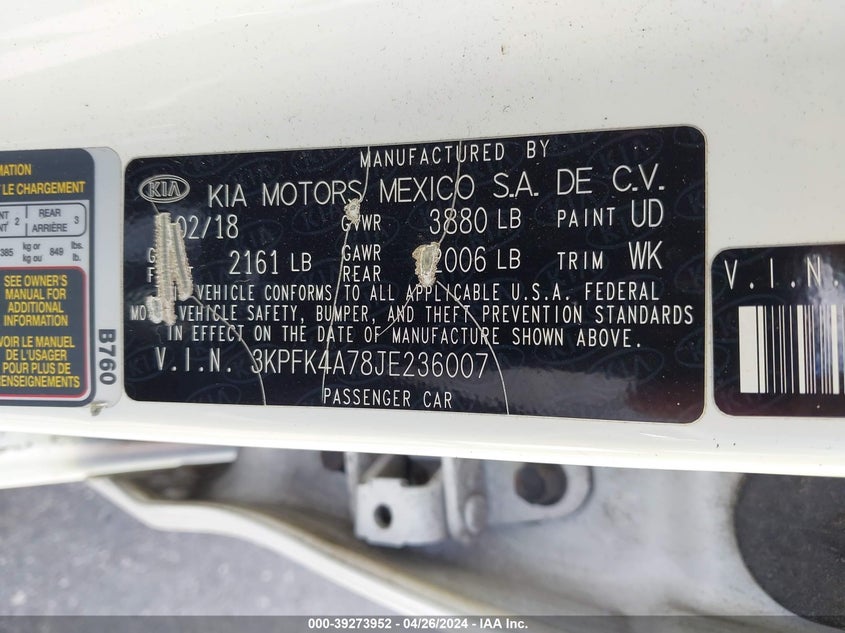 MANUFACTURED BY
KIA
KIA MOTORS MEXICO S.A. DE C.V.
02/18 GVWR 3880 LB PAINT UD
2161 LB GAWR REAR 2006 LB TRIM WK
VEHICLE CONFORMS TO ALL APPLICABLE U.S.A. FEDERAL
VEHICLE SAFETY, BUMPER, AND THEFT PREVENTION STANDARDS
IN EFFECT ON THE DATE OF MANUFACTURE SHOWN ABOVE.
V.I.N. 3KPFK4A78JE236007
PASSENGER CAR
LE CHARGEMENT
2 REAR ARRIÈRE 3
385 kg or kg ou 849 lbs. lb.
SEE OWNER'S
MANUAL FOR
ADDITIONAL
INFORMATION
VOIR LE MANUEL
DE L'USAGER
POUR PLUS DE
RENSEIGNEMENTS
B760
V.I.N.
000-39273952 - 04/26/2024 - IAA Inc.